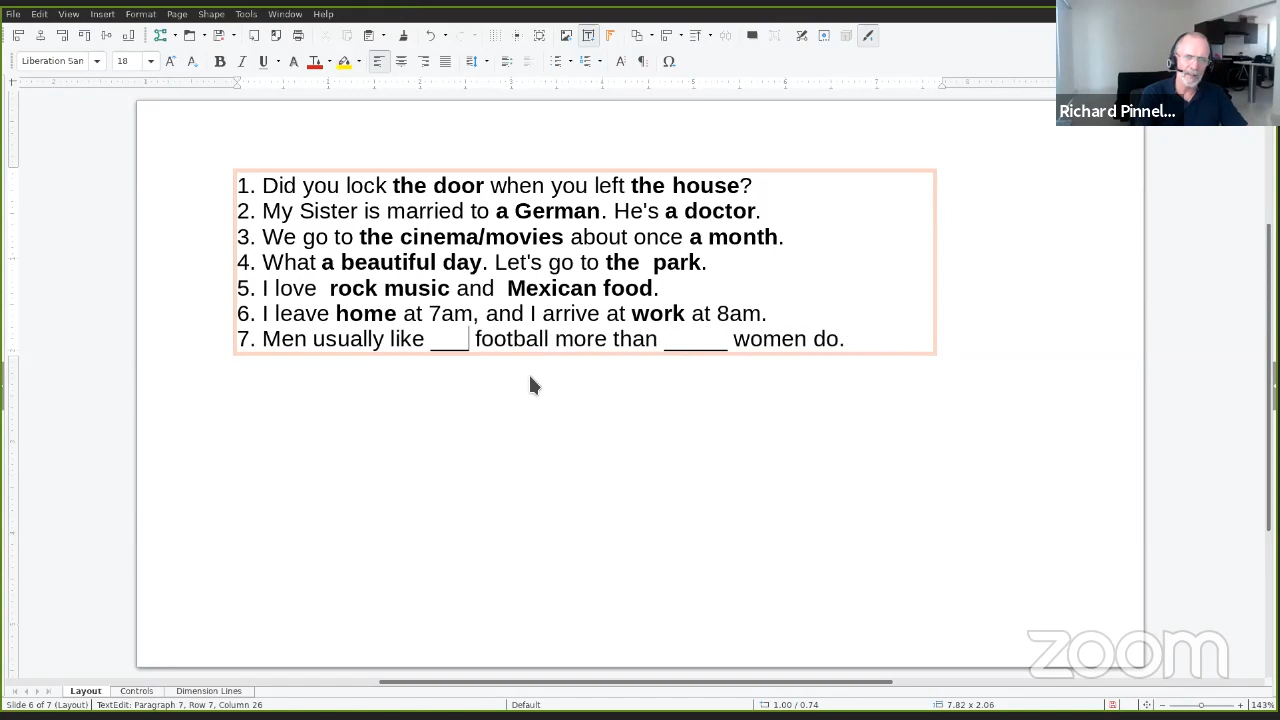 File Edit View Insert Format Page Shape Tools Window Help
Liberation San 18
Richard Pinnel...
1. Did you lock the door when you left the house?
2. My Sister is married to a German. He's a doctor.
3. We go to the cinema/movies about once a month.
4. What a beautiful day. Let's go to the  park.
5. I love  rock music and  Mexican food.
6. I leave home at 7am, and I arrive at work at 8am.
7. Men usually like ___ football more than _____ women do.
zoom
Layout Controls Dimension Lines
Slide 6 of 7 (Layout) TextEdit: Paragraph 7, Row 7, Column 26 Default 1.00 / 0.74 7.82 x 2.06 143%